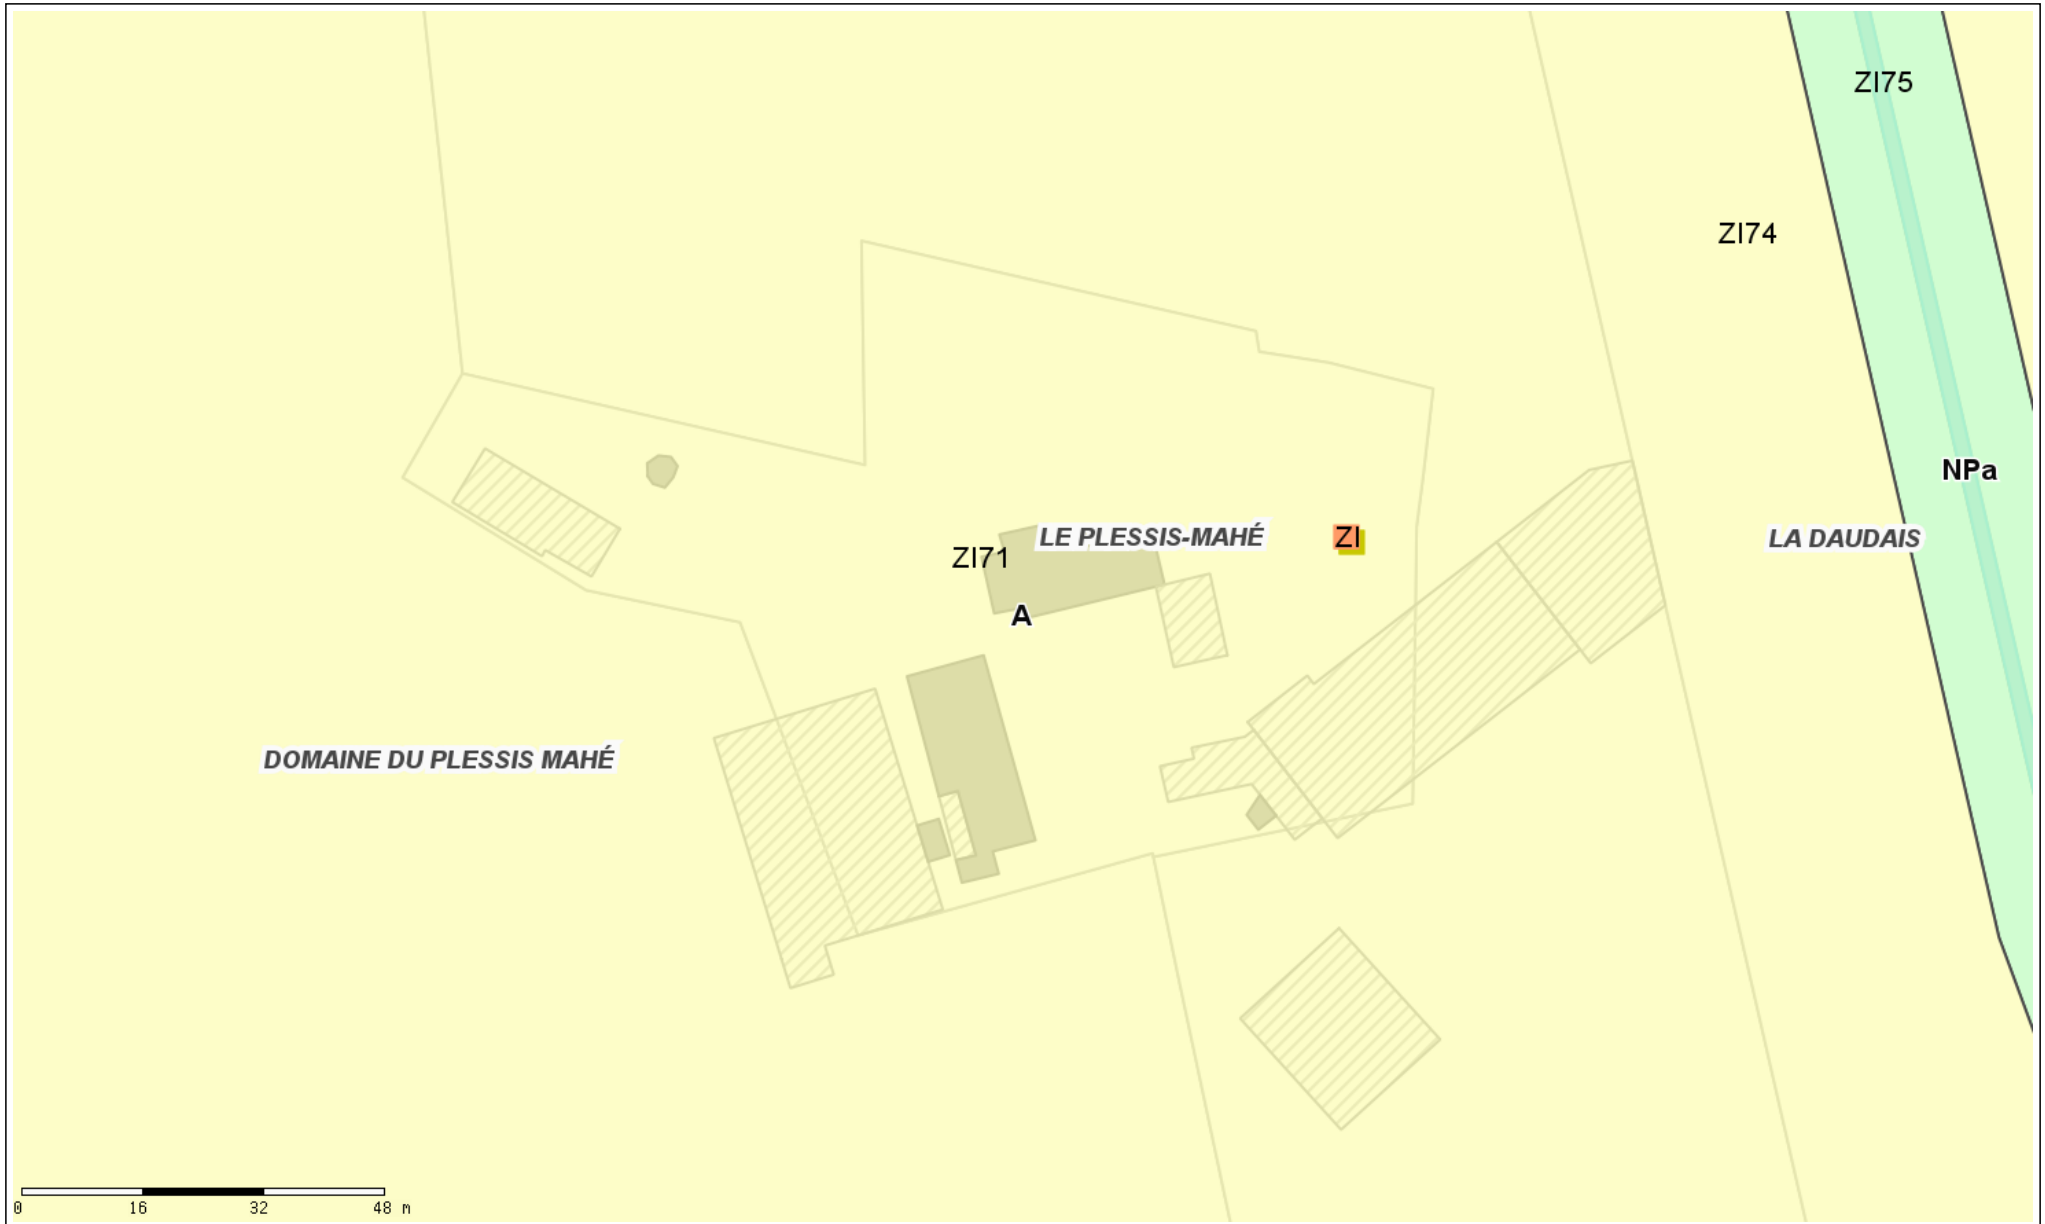 ZI75
ZI74
NPa
LE PLESSIS-MAHÉ
ZI
LA DAUDAIS
ZI71
A
DOMAINE DU PLESSIS MAHÉ
0 16 32 48 m